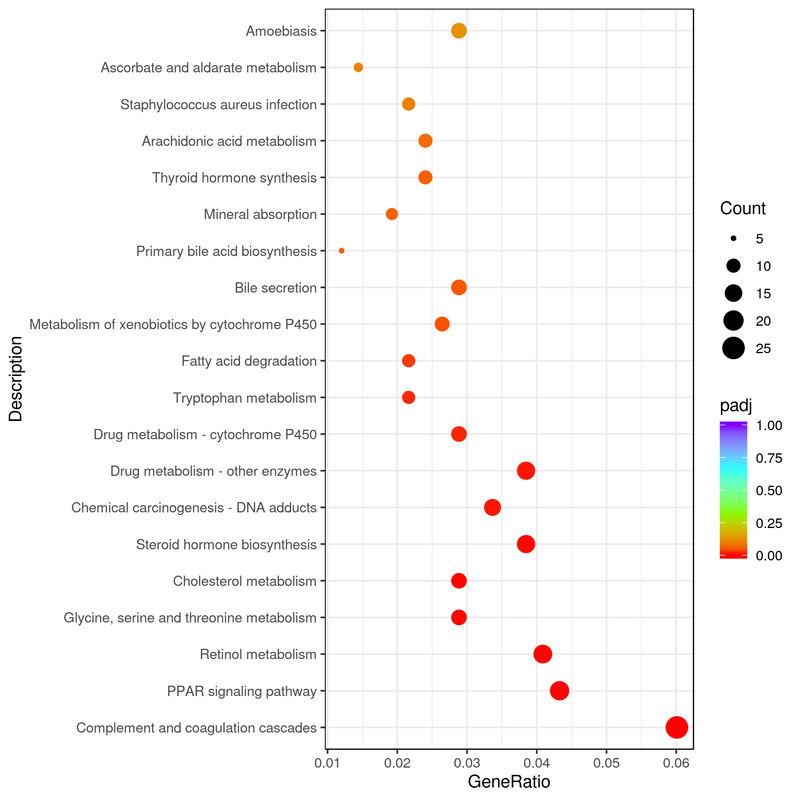 Amoebiasis
Ascorbate and aldarate metabolism
Staphylococcus aureus infection
Arachidonic acid metabolism
Thyroid hormone synthesis
Mineral absorption
Primary bile acid biosynthesis
Bile secretion
Metabolism of xenobiotics by cytochrome P450
Fatty acid degradation
Tryptophan metabolism
Drug metabolism - cytochrome P450
Drug metabolism - other enzymes
Chemical carcinogenesis - DNA adducts
Steroid hormone biosynthesis
Cholesterol metabolism
Glycine, serine and threonine metabolism
Retinol metabolism
PPAR signaling pathway
Complement and coagulation cascades
Description
0.01 0.02 0.03 0.04 0.05 0.06
GeneRatio
Count
5
10
15
20
25
padj
1.00
0.75
0.50
0.25
0.00